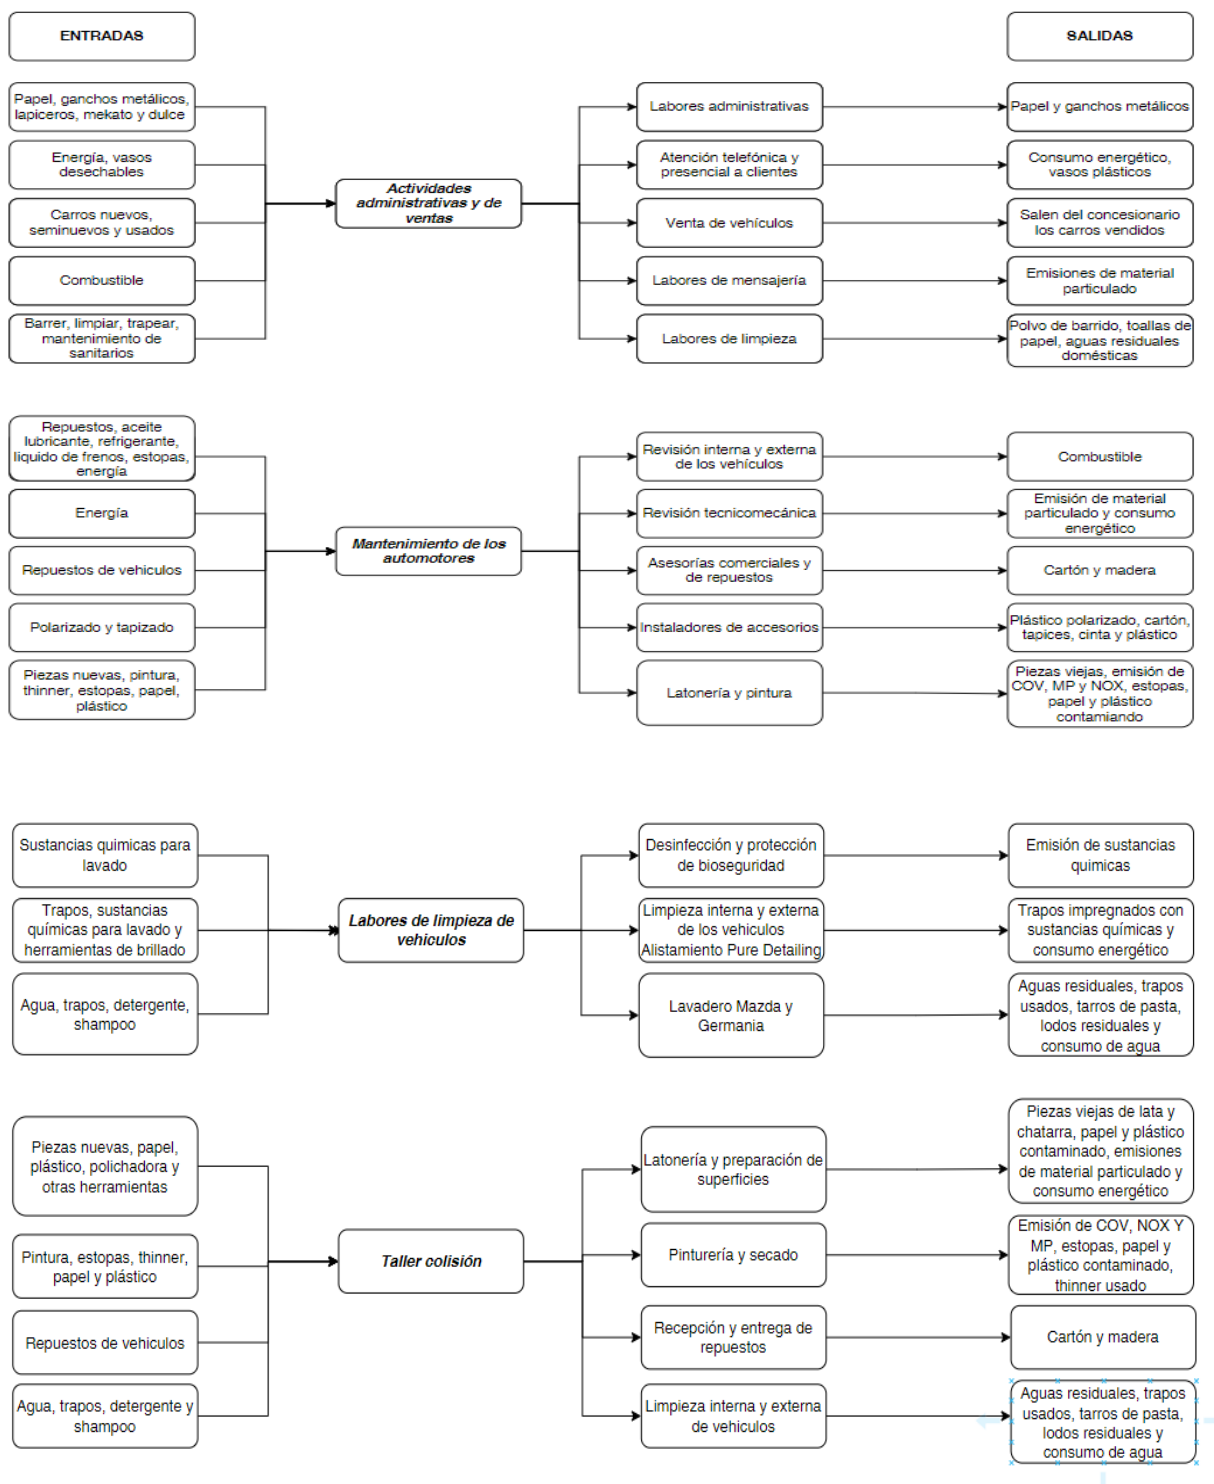 ENTRADAS
SALIDAS
Papel, ganchos metálicos,
lapiceros, mekato y dulce
Labores administrativas
Papel y ganchos metálicos
Energía, vasos
desechables
Atención telefónica y
presencial a clientes
Consumo energético,
vasos plásticos
Actividades
administrativas y de
ventas
Carros nuevos,
seminuevos y usados
Venta de vehículos
Salen del concesionario
los carros vendidos
Combustible
Labores de mensajería
Emisiones de material
particulado
Barrer, limpiar, trapear,
mantenimiento de
sanitarios
Labores de limpieza
Polvo de barrido, toallas de
papel, aguas residuales
domésticas
Repuestos, aceite
lubricante, refrigerante,
liquido de frenos, estopas,
energía
Revisión interna y externa
de los vehículos
Combustible
Energía
Revisión tecnicomecánica
Emisión de material
particulado y consumo
energético
Mantenimiento de los
automotores
Repuestos de vehiculos
Asesorías comerciales y
de repuestos
Cartón y madera
Polarizado y tapizado
Instaladores de accesorios
Plástico polarizado, cartón,
tapices, cinta y plástico
Piezas nuevas, pintura,
thinner, estopas, papel,
plástico
Latonería y pintura
Piezas viejas, emisión de
COV, MP y NOX, estopas,
papel y plástico
contamiando
Sustancias quimicas para
lavado
Desinfección y protección
de bioseguridad
Emisión de sustancias
quimicas
Trapos, sustancias
químicas para lavado y
herramientas de brillado
Labores de limpieza de
vehiculos
Limpieza interna y externa
de los vehiculos
Alistamiento Pure Detailing
Trapos impregnados con
sustancias químicas y
consumo energético
Agua, trapos, detergente,
shampoo
Lavadero Mazda y
Germania
Aguas residuales, trapos
usados, tarros de pasta,
lodos residuales y
consumo de agua
Piezas nuevas, papel,
plástico, polichadora y
otras herramientas
Latonería y preparación de
superficies
Piezas viejas de lata y
chatarra, papel y plástico
contaminado, emisiones
de material particulado y
consumo energético
Pintura, estopas, thinner,
papel y plástico
Taller colisión
Pinturería y secado
Emisión de COV, NOX Y
MP, estopas, papel y
plástico contaminado,
thinner usado
Repuestos de vehiculos
Recepción y entrega de
repuestos
Cartón y madera
Agua, trapos, detergente y
shampoo
Limpieza interna y externa
de vehiculos
Aguas residuales, trapos
usados, tarros de pasta,
lodos residuales y
consumo de agua